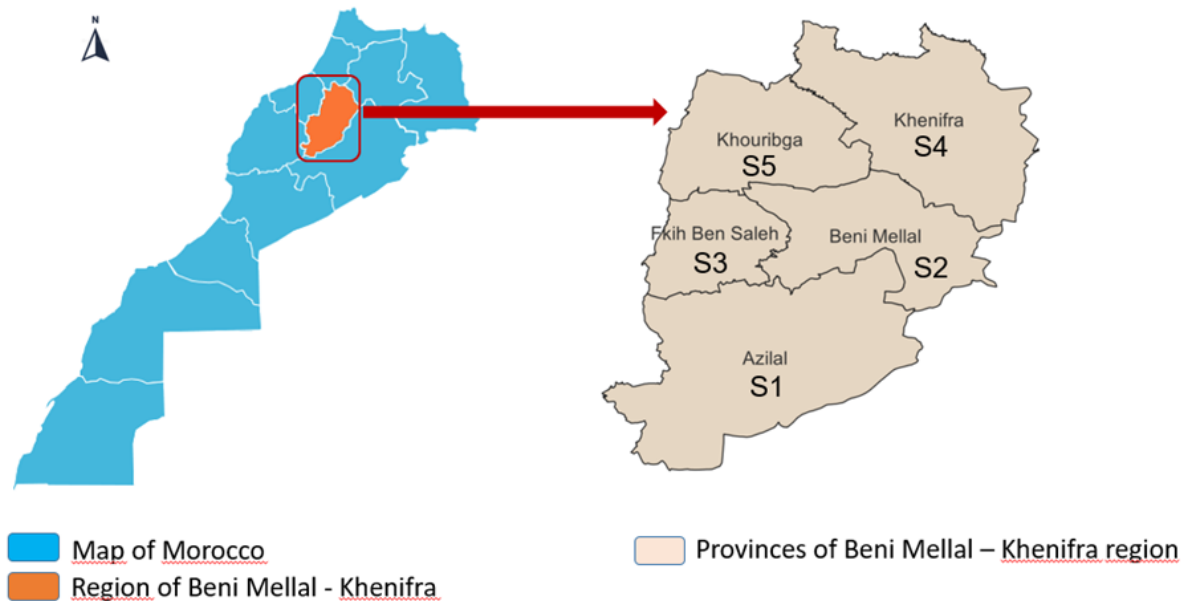 N
Khenifra
S4
Khouribga
S5
Fkih Ben Saleh
S3
Beni Mellal
S2
Azilal
S1
Map of Morocco
Provinces of Beni Mellal – Khenifra region
Region of Beni Mellal - Khenifra